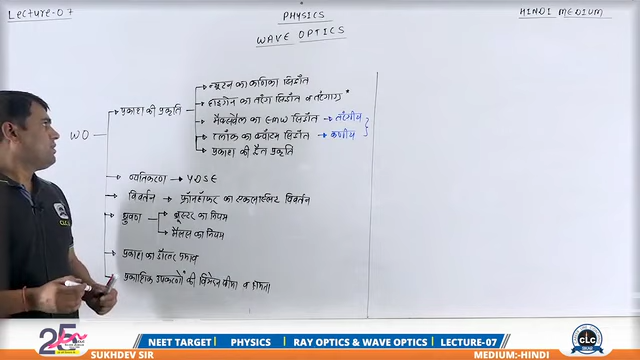 Lecture-07
PHYSICS
HINDI MEDIUM
WAVE OPTICS
WO
प्रकाश की प्रकृति
न्यूटन का कणिका सिद्धांत
हाइगेन का तरंग सिद्धांत व तरंगाग्र *
मैक्सवेल का EMW सिद्धांत → तरंगीय
प्लांक का क्वांटम सिद्धांत → कणीय
प्रकाश की द्वैत प्रकृति
व्यतिकरण → YDSE
विवर्तन → फ्रॉनहॉफर का एकलस्लिट विवर्तन
ध्रुवण
ब्रूस्टर का नियम
मैलस का नियम
प्रकाश का डॉप्लर प्रभाव
प्रकाशिक उपकरणों की विभेदन सीमा व क्षमता
CLC
25
NEET TARGET
PHYSICS
RAY OPTICS & WAVE OPTICS
LECTURE-07
SUKHDEV SIR
MEDIUM:-HINDI
CLC